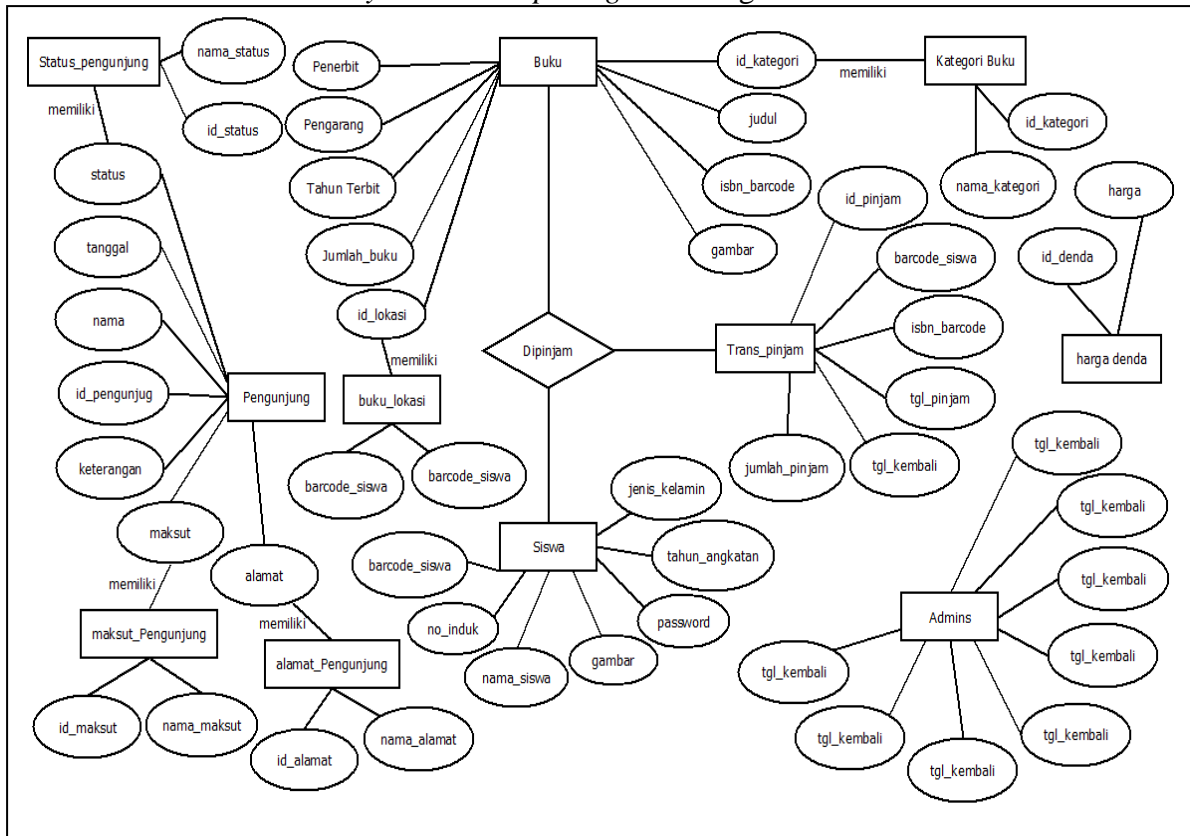 Status_pengunjung
nama_status
id_status
memiliki
status
tanggal
nama
id_pengunjug
keterangan
maksut
memiliki
maksut_Pengunjung
id_maksut
nama_maksut
Pengunjung
alamat
memiliki
alamat_Pengunjung
id_alamat
nama_alamat
Buku
Penerbit
Pengarang
Tahun Terbit
Jumlah_buku
id_lokasi
memiliki
buku_lokasi
barcode_siswa
barcode_siswa
id_kategori
memiliki
Kategori Buku
id_kategori
nama_kategori
judul
isbn_barcode
gambar
Dipinjam
Trans_pinjam
id_pinjam
barcode_siswa
isbn_barcode
tgl_pinjam
tgl_kembali
jumlah_pinjam
harga
id_denda
harga denda
Siswa
jenis_kelamin
tahun_angkatan
password
gambar
nama_siswa
no_induk
barcode_siswa
Admins
tgl_kembali
tgl_kembali
tgl_kembali
tgl_kembali
tgl_kembali
tgl_kembali
tgl_kembali
tgl_kembali